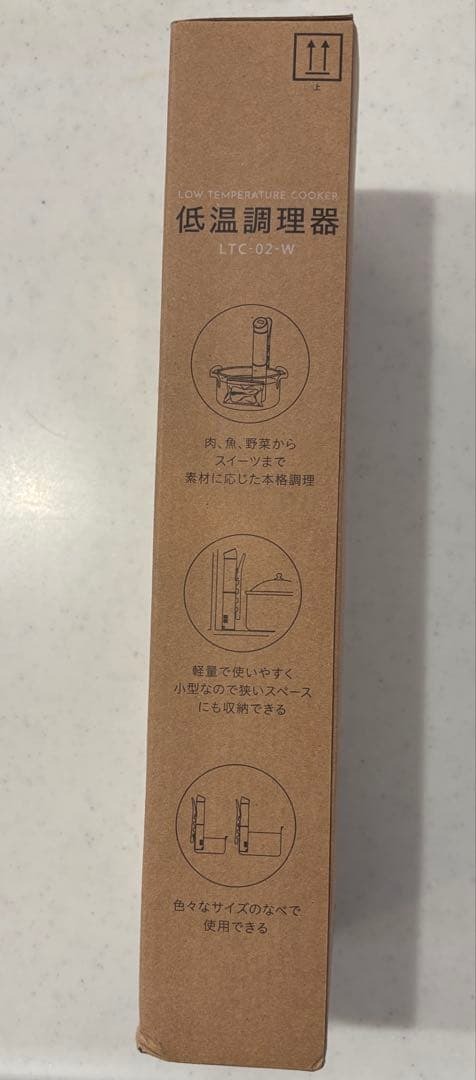 上
LOW TEMPERATURE COOKER
低温調理器
LTC-02-W
肉、魚、野菜から
スイーツまで
素材に応じた本格調理
軽量で使いやすく
小型なので狭いスペース
にも収納できる
色々なサイズのなべで
使用できる